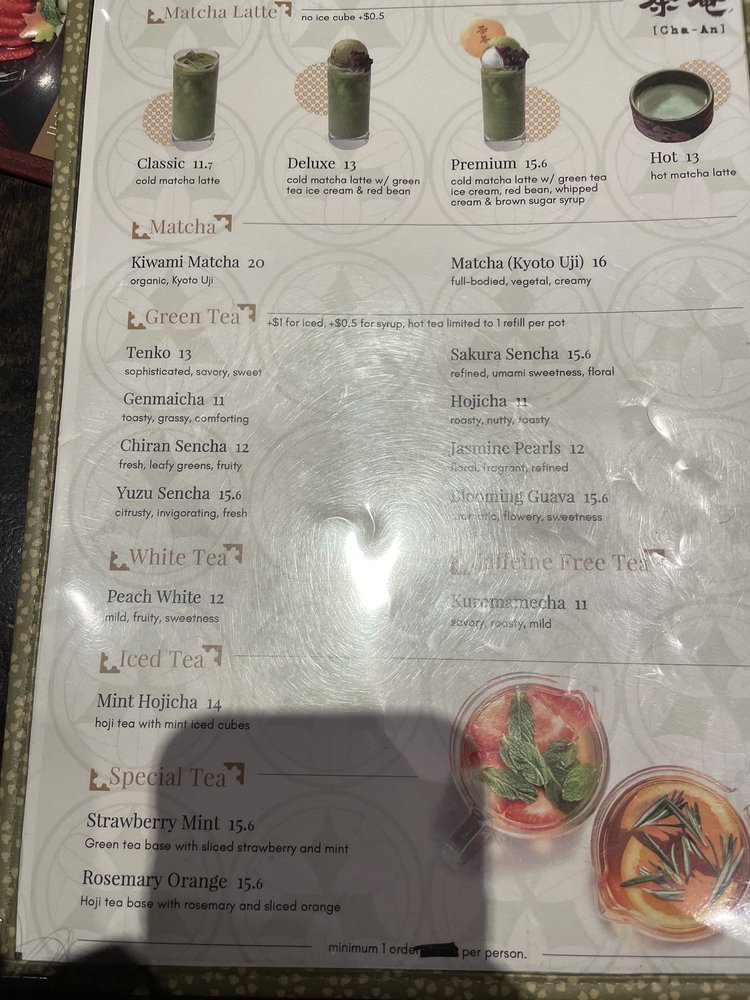 Matcha Latte
no ice cube +$0.5
茶菴
[Cha-An]
Classic 11.7
cold matcha latte
Deluxe 13
cold matcha latte w/ green
tea ice cream & red bean
Premium 15.6
cold matcha latte w/ green tea
ice cream, red bean, whipped
cream & brown sugar syrup
Hot 13
hot matcha latte
Matcha
Kiwami Matcha 20
organic, Kyoto Uji
Matcha (Kyoto Uji) 16
full-bodied, vegetal, creamy
Green Tea
+$1 for iced, +$0.5 for syrup, hot tea limited to 1 refill per pot
Tenko 13
sophisticated, savory, sweet
Sakura Sencha 15.6
refined, umami sweetness, floral
Genmaicha 11
toasty, grassy, comforting
Hojicha 11
roasty, nutty, toasty
Chiran Sencha 12
fresh, leafy greens, fruity
Jasmine Pearls 12
floral, fragrant, refined
Yuzu Sencha 15.6
citrusty, invigorating, fresh
Blooming Guava 15.6
aromatic, flowery, sweetness
White Tea
Peach White 12
mild, fruity, sweetness
Caffeine Free Tea
Kuromamecha 11
savory, roasty, mild
Iced Tea
Mint Hojicha 14
hoji tea with mint iced cubes
Special Tea
Strawberry Mint 15.6
Green tea base with sliced strawberry and mint
Rosemary Orange 15.6
Hoji tea base with rosemary and sliced orange
minimum 1 order per person.